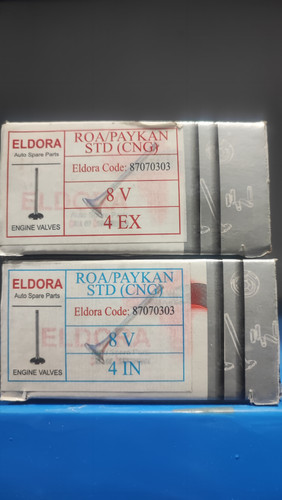 ELDORA
Auto Spare Parts
ENGINE VALVES
ROA/PAYKAN
STD (CNG)
Eldora Code: 87070303
8 V
4 EX
ELDORA
Auto Spare Parts
ENGINE VALVES
ROA/PAYKAN
STD (CNG)
Eldora Code: 87070303
8 V
4 IN